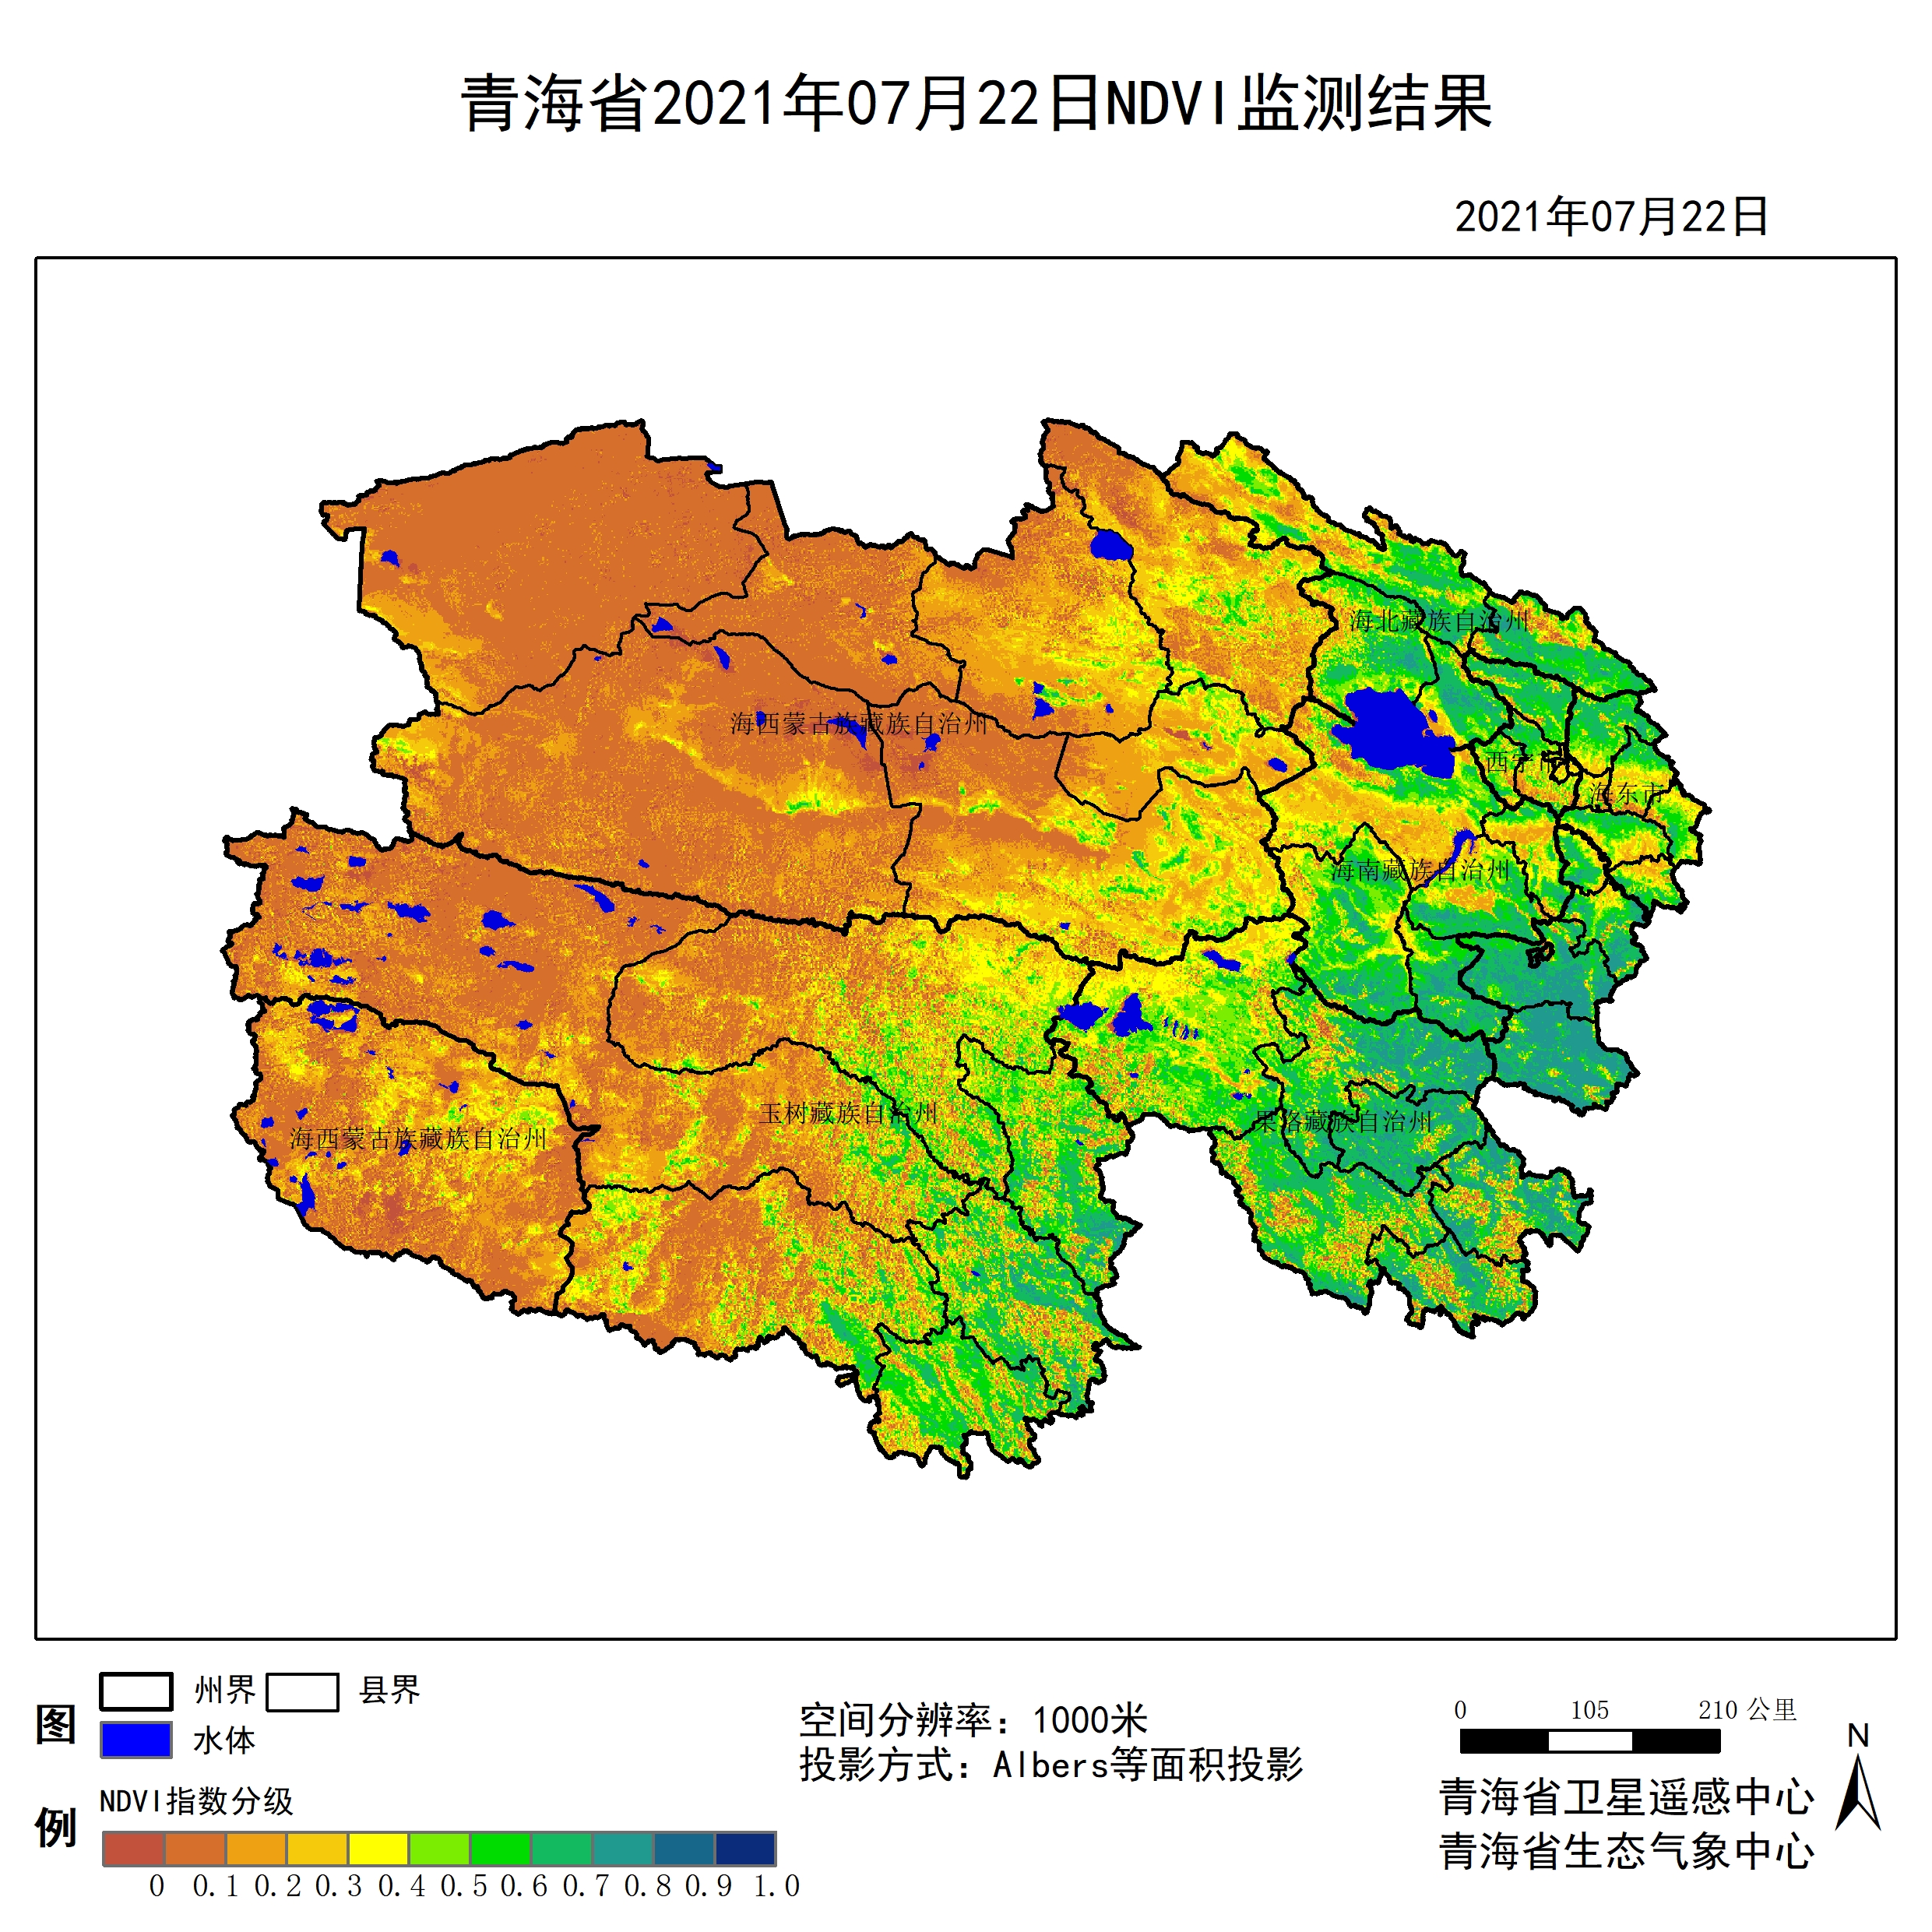 青海省2021年07月22日NDVI监测结果
2021年07月22日
海北藏族自治州
海西蒙古族藏族自治州
西宁市
海东市
海南藏族自治州
玉树藏族自治州
果洛藏族自治州
海西蒙古族藏族自治州
图例
州界 县界
水体
NDVI指数分级
0 0.1 0.2 0.3 0.4 0.5 0.6 0.7 0.8 0.9 1.0
空间分辨率：1000米
投影方式：Albers等面积投影
0 105 210 公里
N
青海省卫星遥感中心
青海省生态气象中心